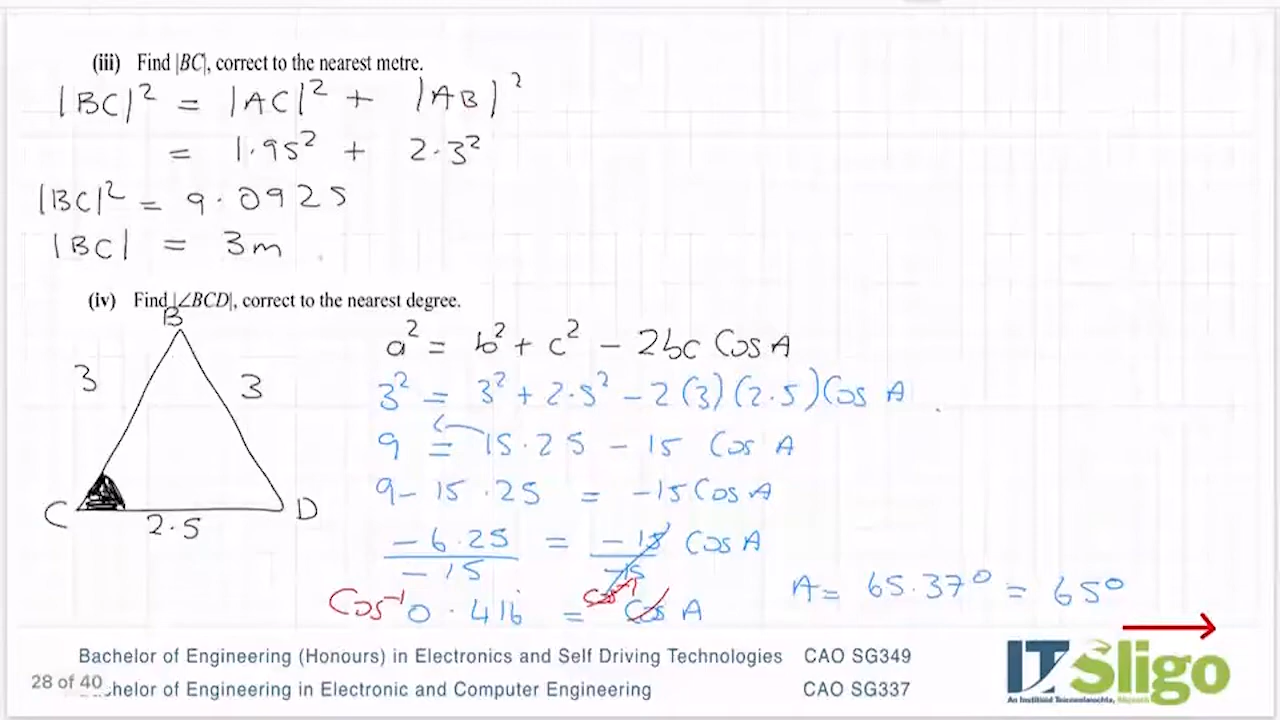 (iii) Find |BC|, correct to the nearest metre.
|BC|² = |AC|² + |AB|²
= 1.95² + 2.3²
|BC|² = 9.0925
|BC| = 3m
(iv) Find |∠BCD|, correct to the nearest degree.
B
3
3
C
2.5
D
a² = b² + c² - 2bc Cos A
3² = 3² + 2.5² - 2(3)(2.5) Cos A
9 = 15.25 - 15 Cos A
9 - 15.25 = -15 Cos A
-6.25 / -15 = -15 / -15 Cos A
Cos⁻¹ 0.416̇ = Cos⁻¹ Cos A
A = 65.37° = 65°
Bachelor of Engineering (Honours) in Electronics and Self Driving Technologies CAO SG349
28 of 40
chelor of Engineering in Electronic and Computer Engineering CAO SG337
IT Sligo
An Institiúid Teicneolaíochta, Sligeach